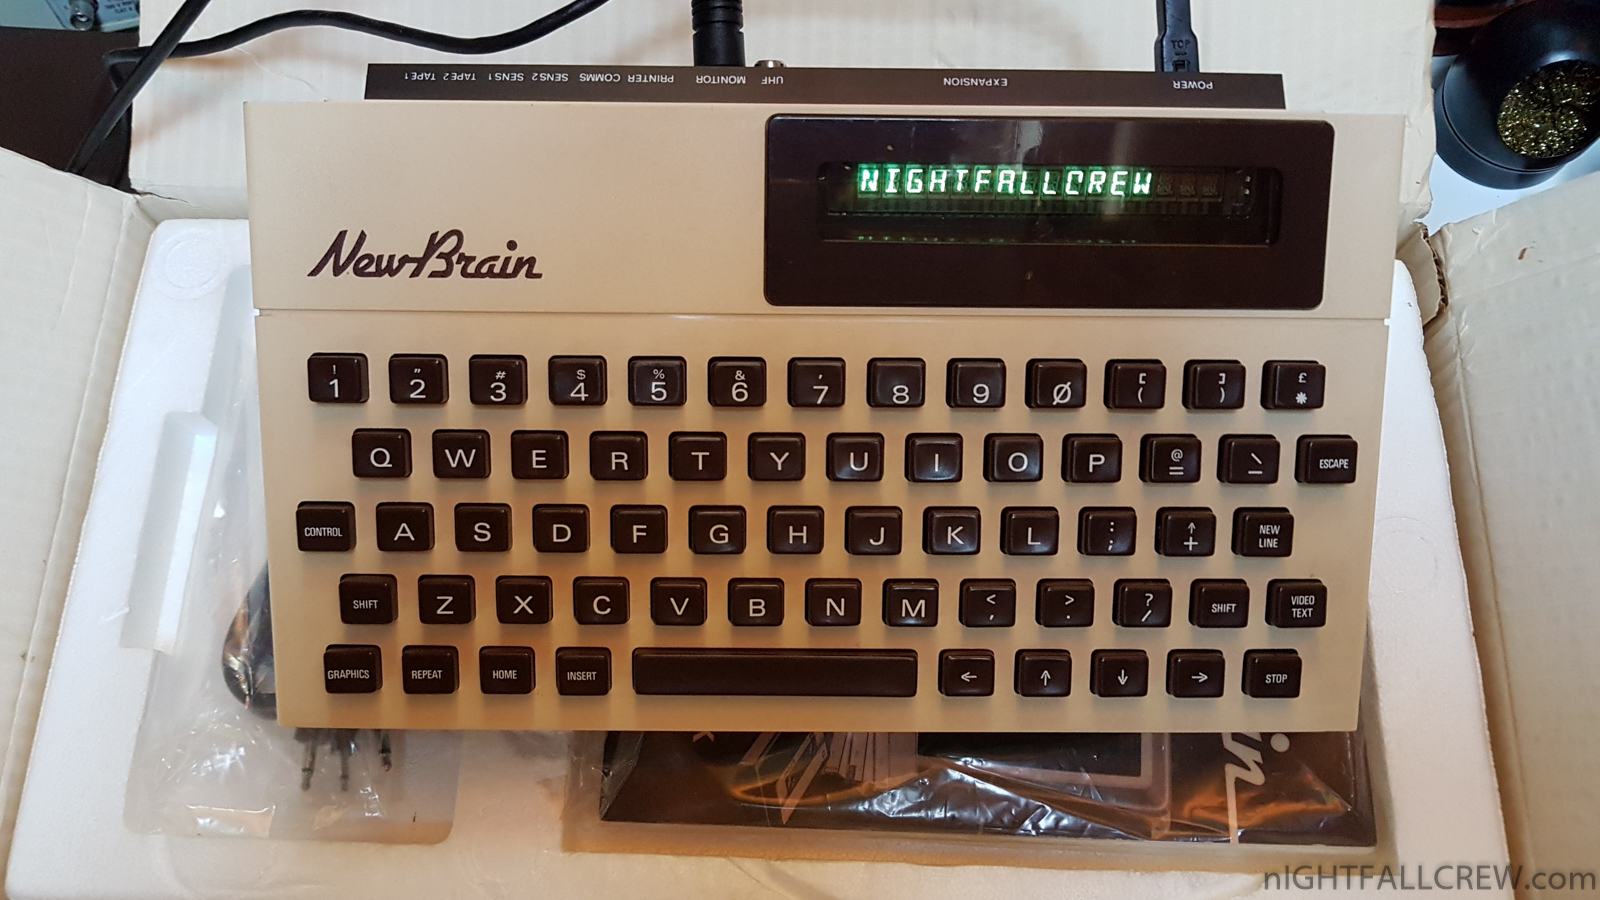 TOP
TAPE1 TAPE2 SENS1 SENS2 COMMS PRINTER MONITOR UHF EXPANSION POWER
NIGHTFALLCREW
NewBrain
! " # $ % & ' [ ] £
1 2 3 4 5 6 7 8 9 Ø ( ) *
Q W E R T Y U I O P @ = \ – ESCAPE
CONTROL A S D F G H J K L : ; + NEW LINE
SHIFT Z X C V B N M < , > . ? / SHIFT VIDEO TEXT
GRAPHICS REPEAT HOME INSERT ← ↑ ↓ → STOP
nIGHTFALLCREW.com